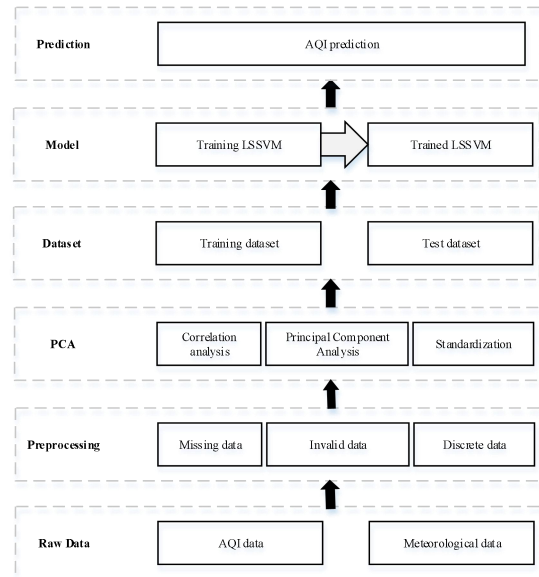 Prediction
AQI prediction
Model
Training LSSVM
Trained LSSVM
Dataset
Training dataset
Test dataset
PCA
Correlation
analysis
Principal Component
Analysis
Standardization
Preprocessing
Missing data
Invalid data
Discrete data
Raw Data
AQI data
Meteorological data